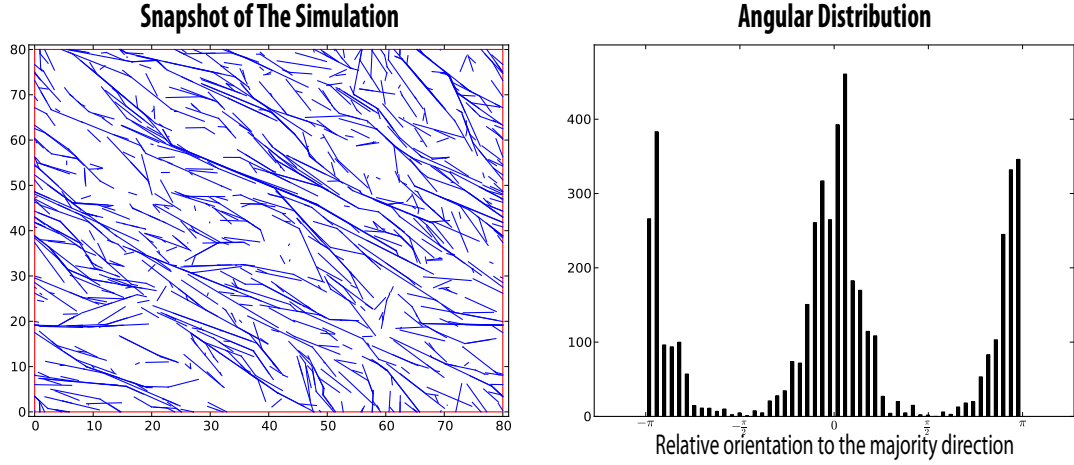 Snapshot of The Simulation
80
70
60
50
40
30
20
10
0
0 10 20 30 40 50 60 70 80
Angular Distribution
400
300
200
100
0
−π −π/2 0 π/2 π
Relative orientation to the majority direction